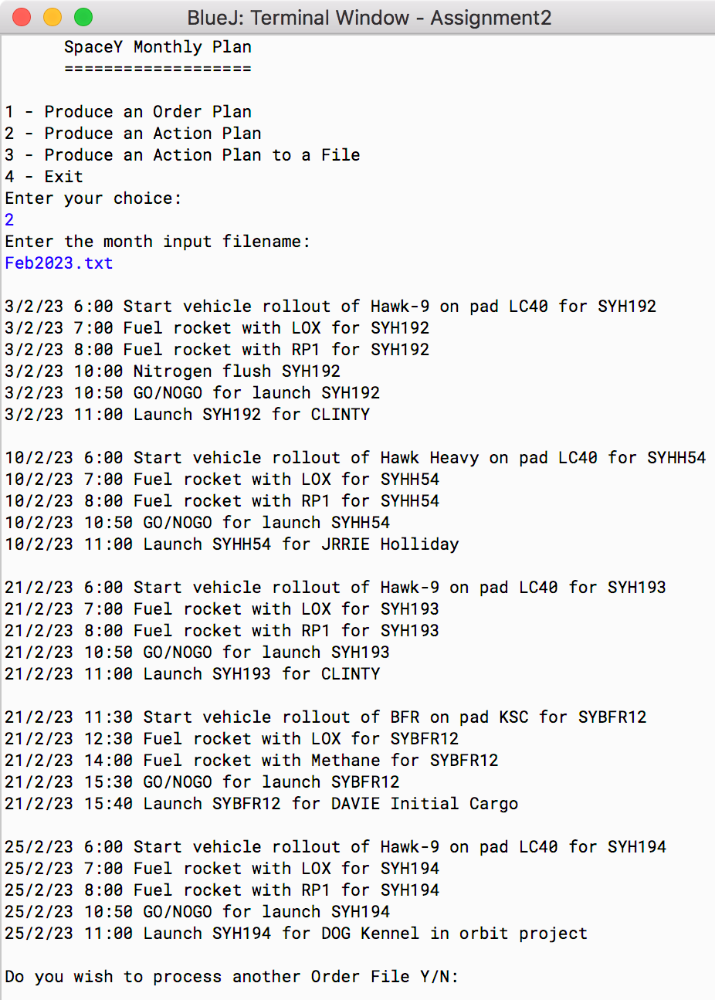 BlueJ: Terminal Window - Assignment2
SpaceY Monthly Plan
===================
1 - Produce an Order Plan
2 - Produce an Action Plan
3 - Produce an Action Plan to a File
4 - Exit
Enter your choice:
2
Enter the month input filename:
Feb2023.txt
3/2/23 6:00 Start vehicle rollout of Hawk-9 on pad LC40 for SYH192
3/2/23 7:00 Fuel rocket with LOX for SYH192
3/2/23 8:00 Fuel rocket with RP1 for SYH192
3/2/23 10:00 Nitrogen flush SYH192
3/2/23 10:50 GO/NOGO for launch SYH192
3/2/23 11:00 Launch SYH192 for CLINTY
10/2/23 6:00 Start vehicle rollout of Hawk Heavy on pad LC40 for SYHH54
10/2/23 7:00 Fuel rocket with LOX for SYHH54
10/2/23 8:00 Fuel rocket with RP1 for SYHH54
10/2/23 10:50 GO/NOGO for launch SYHH54
10/2/23 11:00 Launch SYHH54 for JRRIE Holliday
21/2/23 6:00 Start vehicle rollout of Hawk-9 on pad LC40 for SYH193
21/2/23 7:00 Fuel rocket with LOX for SYH193
21/2/23 8:00 Fuel rocket with RP1 for SYH193
21/2/23 10:50 GO/NOGO for launch SYH193
21/2/23 11:00 Launch SYH193 for CLINTY
21/2/23 11:30 Start vehicle rollout of BFR on pad KSC for SYBFR12
21/2/23 12:30 Fuel rocket with LOX for SYBFR12
21/2/23 14:00 Fuel rocket with Methane for SYBFR12
21/2/23 15:30 GO/NOGO for launch SYBFR12
21/2/23 15:40 Launch SYBFR12 for DAVIE Initial Cargo
25/2/23 6:00 Start vehicle rollout of Hawk-9 on pad LC40 for SYH194
25/2/23 7:00 Fuel rocket with LOX for SYH194
25/2/23 8:00 Fuel rocket with RP1 for SYH194
25/2/23 10:50 GO/NOGO for launch SYH194
25/2/23 11:00 Launch SYH194 for DOG Kennel in orbit project
Do you wish to process another Order File Y/N: